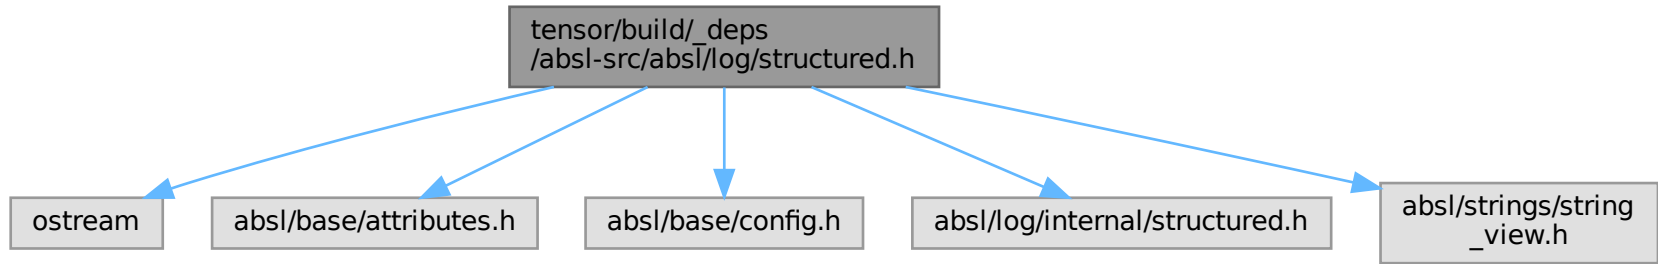 tensor/build/_deps
/absl-src/absl/log/structured.h
ostream
absl/base/attributes.h
absl/base/config.h
absl/log/internal/structured.h
absl/strings/string
_view.h